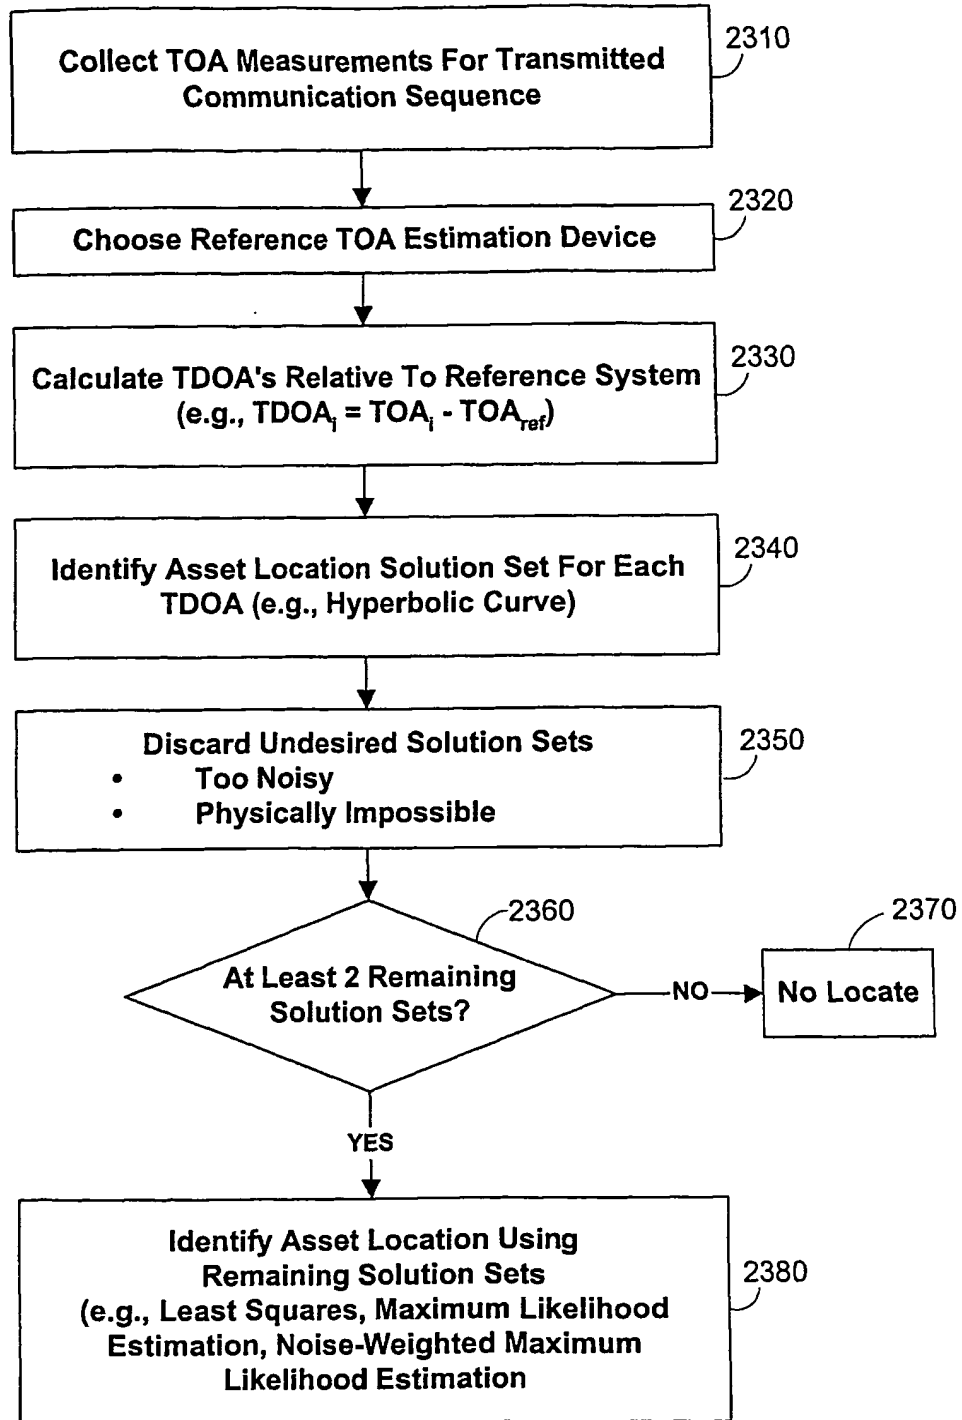 Collect TOA Measurements For Transmitted
Communication Sequence
2310
Choose Reference TOA Estimation Device
2320
Calculate TDOA's Relative To Reference System
(e.g., TDOAi = TOAi - TOAref)
2330
Identify Asset Location Solution Set For Each
TDOA (e.g., Hyperbolic Curve)
2340
Discard Undesired Solution Sets
• Too Noisy
• Physically Impossible
2350
2360
At Least 2 Remaining
Solution Sets?
NO
2370
No Locate
YES
Identify Asset Location Using
Remaining Solution Sets
(e.g., Least Squares, Maximum Likelihood
Estimation, Noise-Weighted Maximum
Likelihood Estimation
2380